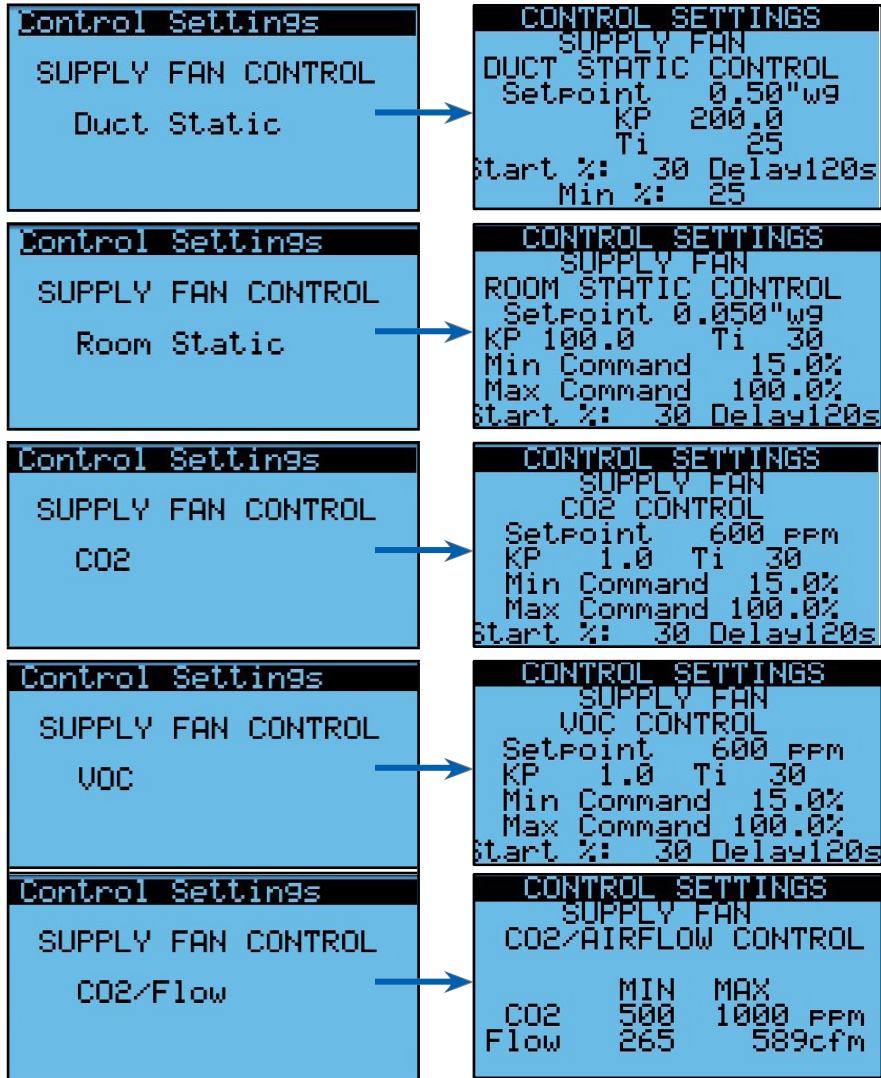 Control Settings
SUPPLY FAN CONTROL
Duct Static
CONTROL SETTINGS
SUPPLY FAN
DUCT STATIC CONTROL
Setpoint 0.50"wg
KP 200.0
Ti 25
Start %: 30 Delay120s
Min %: 25
Control Settings
SUPPLY FAN CONTROL
Room Static
CONTROL SETTINGS
SUPPLY FAN
ROOM STATIC CONTROL
Setpoint 0.050"wg
KP 100.0 Ti 30
Min Command 15.0%
Max Command 100.0%
Start %: 30 Delay120s
Control Settings
SUPPLY FAN CONTROL
CO2
CONTROL SETTINGS
SUPPLY FAN
CO2 CONTROL
Setpoint 600 ppm
KP 1.0 Ti 30
Min Command 15.0%
Max Command 100.0%
Start %: 30 Delay120s
Control Settings
SUPPLY FAN CONTROL
VOC
CONTROL SETTINGS
SUPPLY FAN
VOC CONTROL
Setpoint 600 ppm
KP 1.0 Ti 30
Min Command 15.0%
Max Command 100.0%
Start %: 30 Delay120s
Control Settings
SUPPLY FAN CONTROL
CO2/Flow
CONTROL SETTINGS
SUPPLY FAN
CO2/AIRFLOW CONTROL
MIN MAX
CO2 500 1000 ppm
Flow 265 589cfm